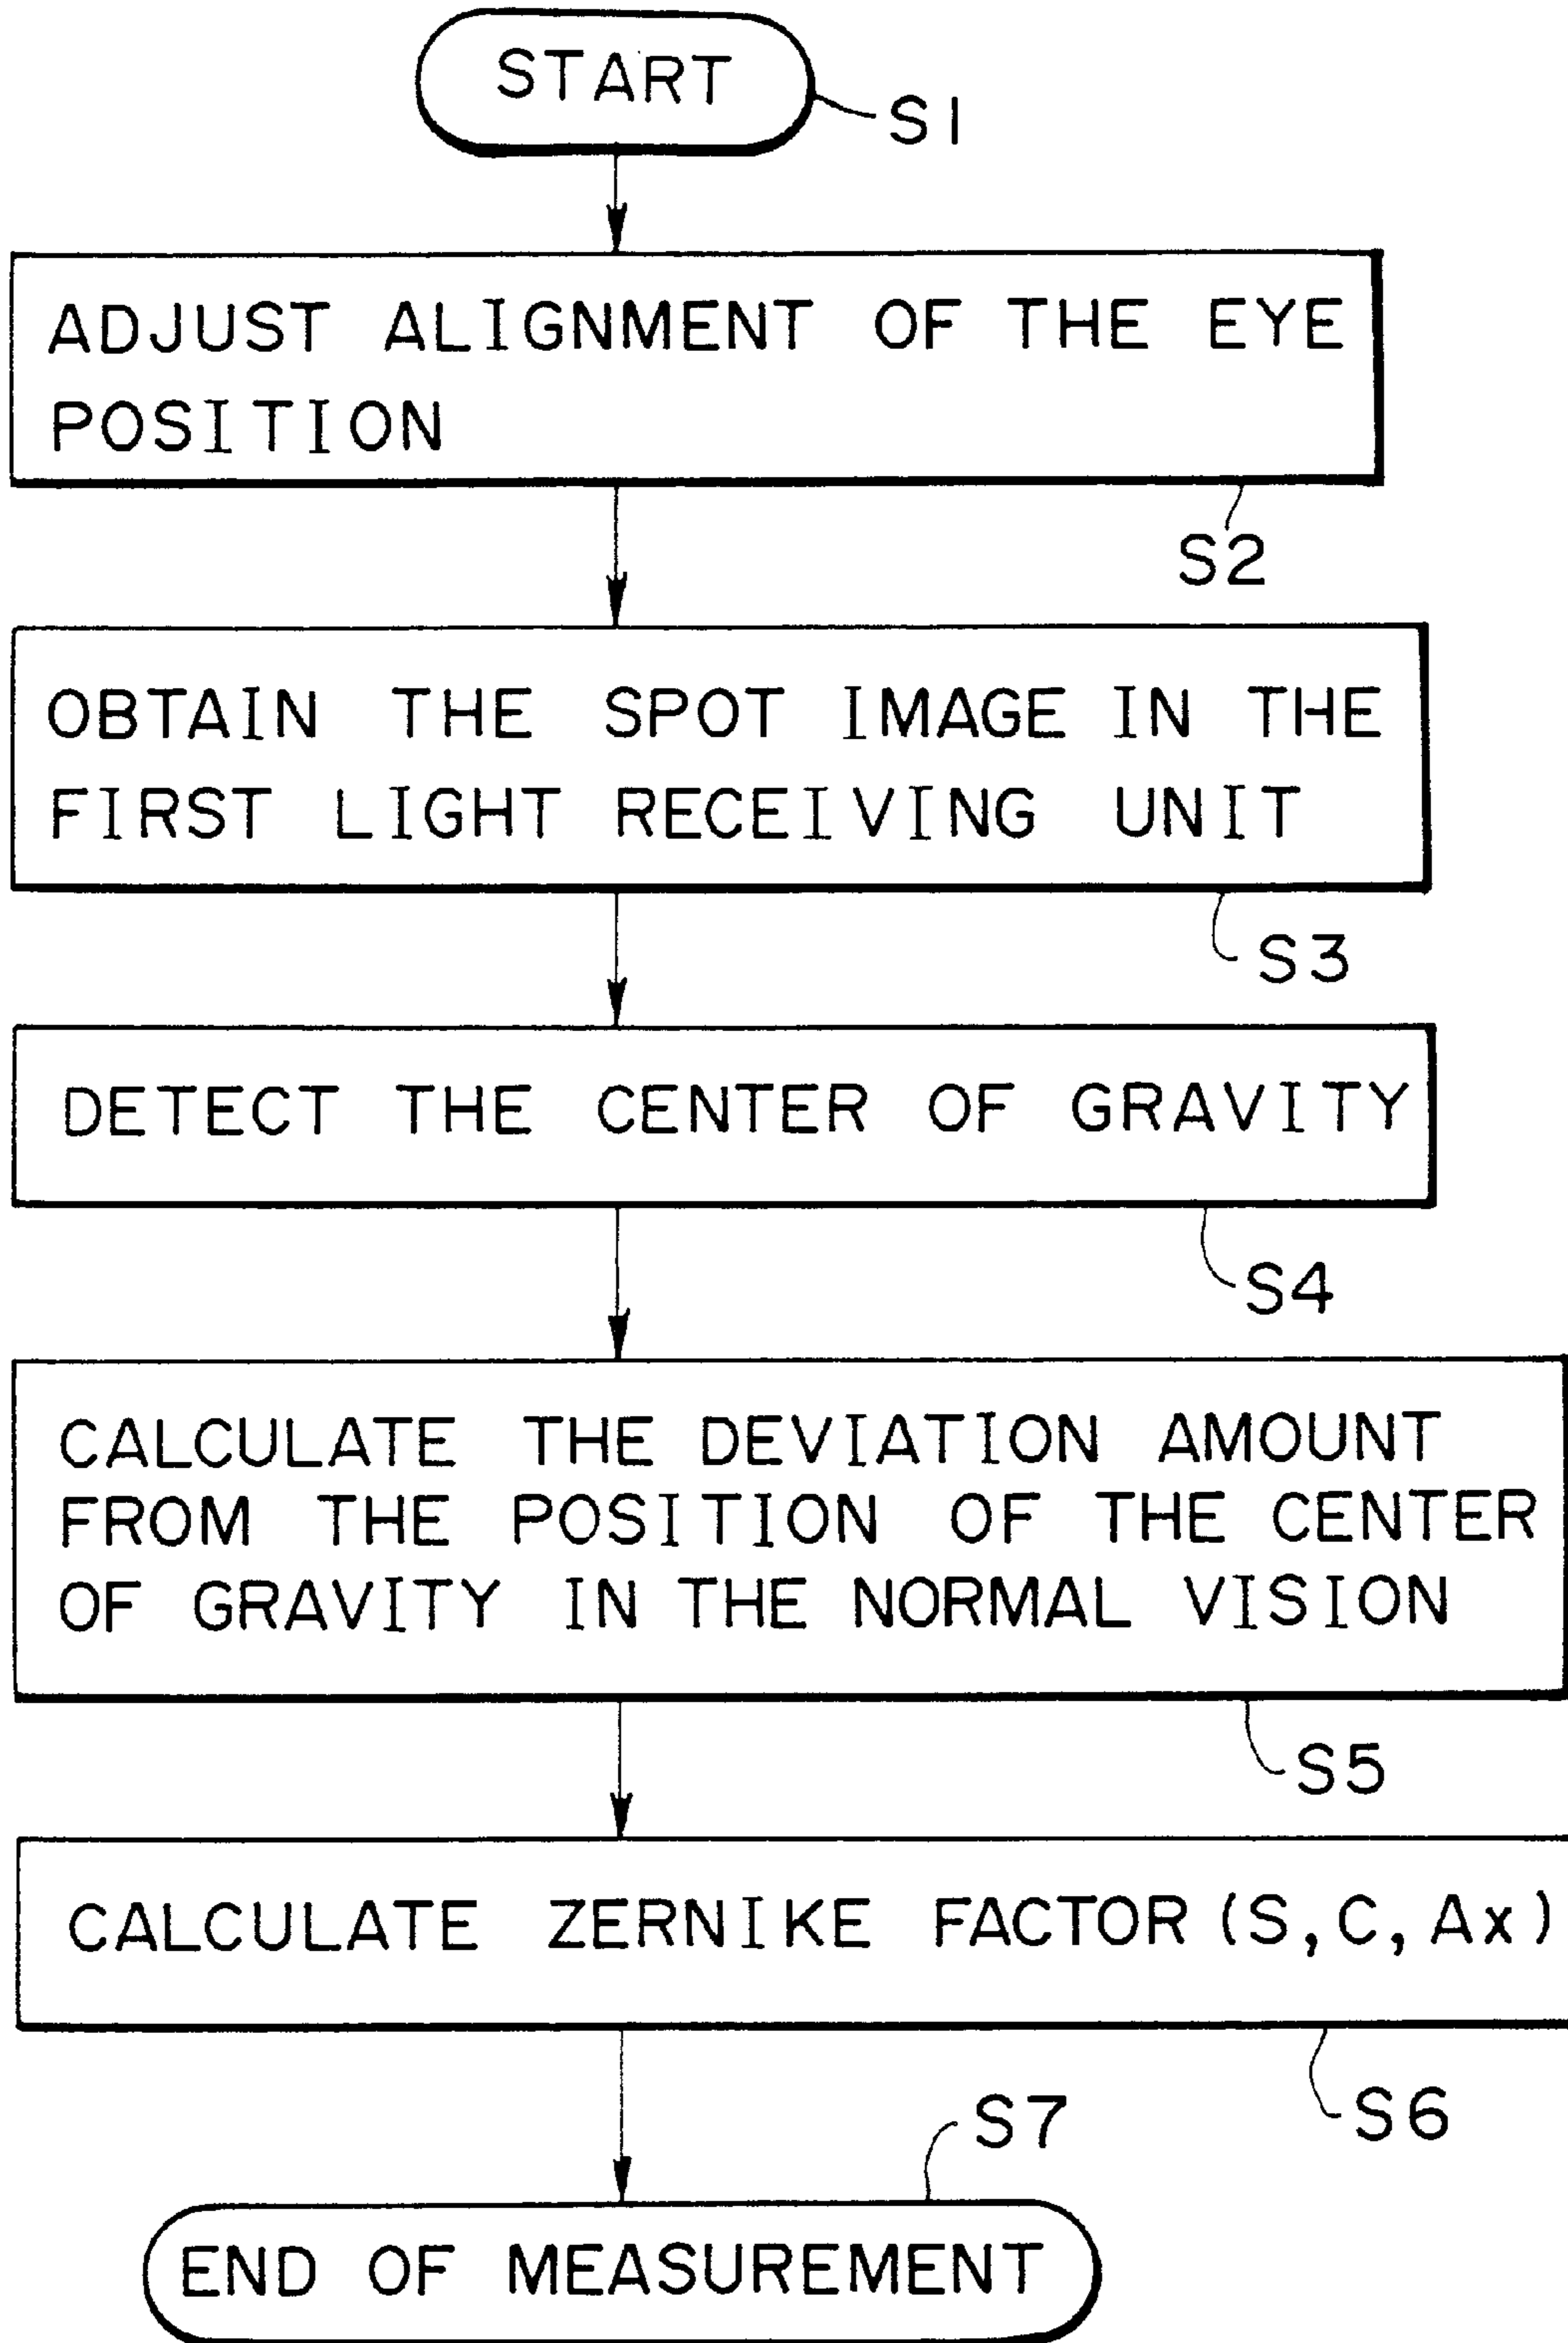 START
S1
ADJUST ALIGNMENT OF THE EYE
POSITION
S2
OBTAIN THE SPOT IMAGE IN THE
FIRST LIGHT RECEIVING UNIT
S3
DETECT THE CENTER OF GRAVITY
S4
CALCULATE THE DEVIATION AMOUNT
FROM THE POSITION OF THE CENTER
OF GRAVITY IN THE NORMAL VISION
S5
CALCULATE ZERNIKE FACTOR (S, C, Ax)
S6
S7
END OF MEASUREMENT